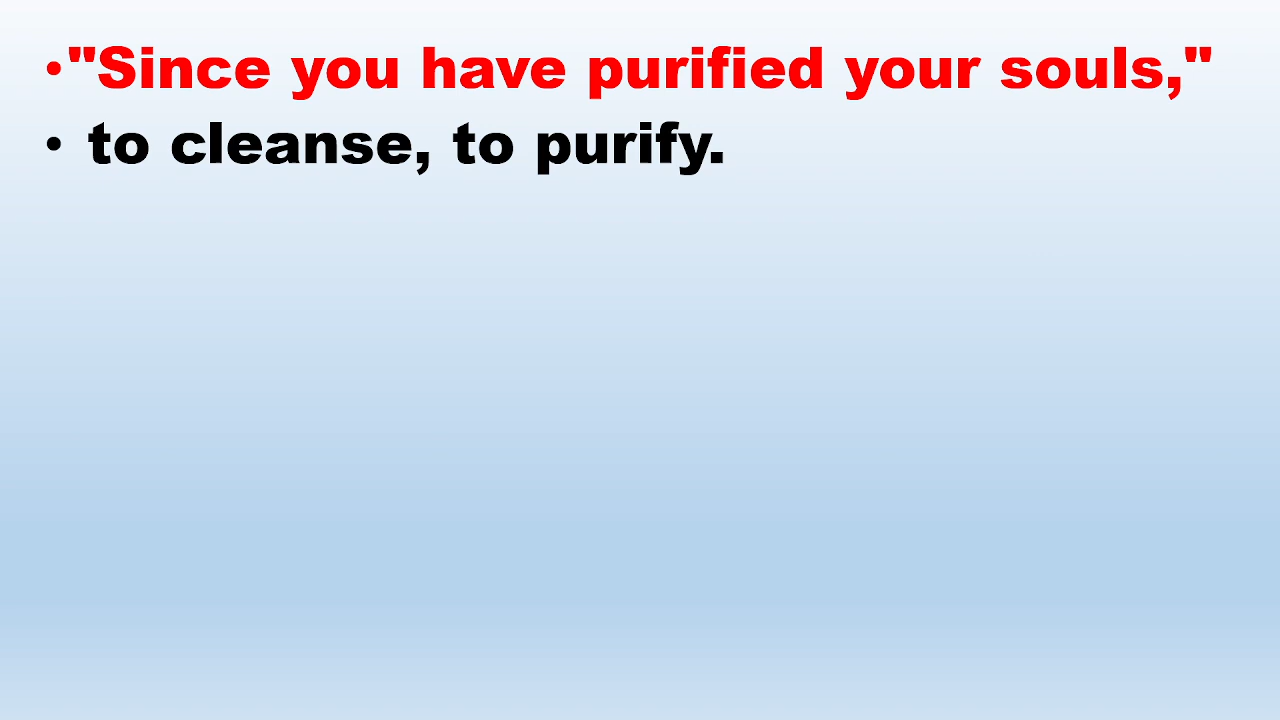 •"Since you have purified your souls,"
• to cleanse, to purify.